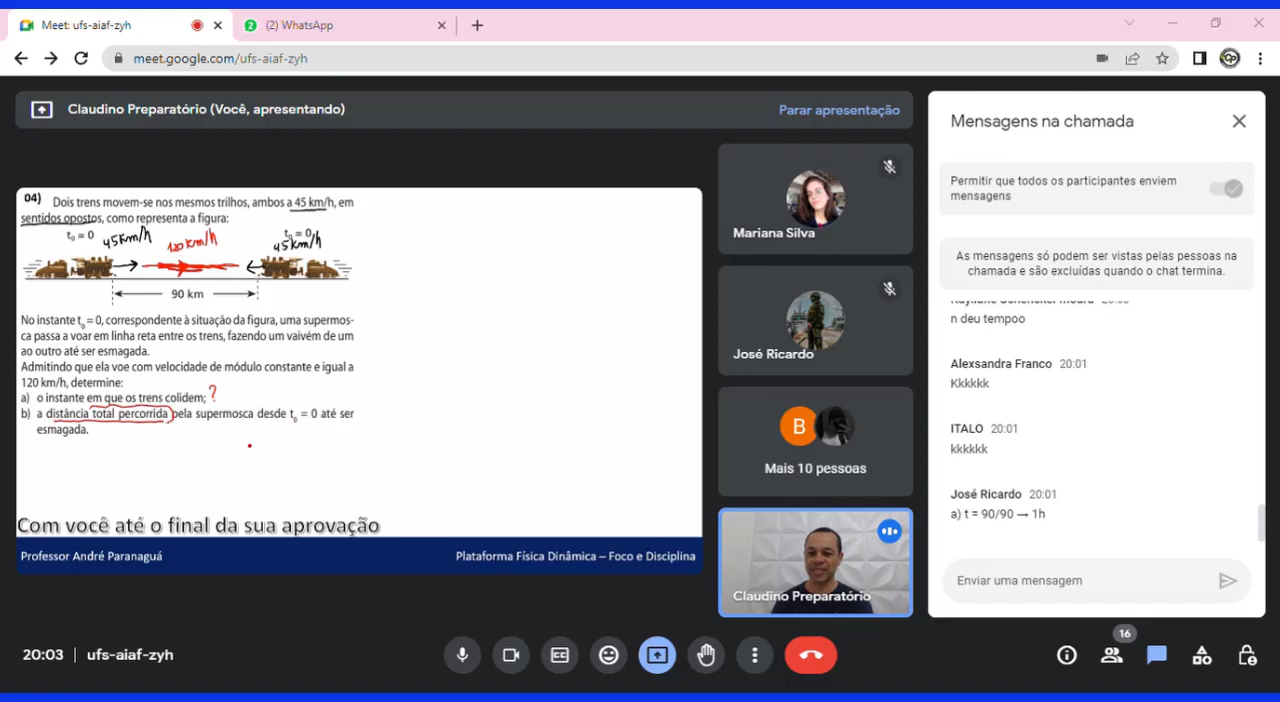 Meet: ufs-aiaf-zyh
2
(2) WhatsApp
meet.google.com/ufs-aiaf-zyh
Claudino Preparatório (Você, apresentando)
Parar apresentação
04) Dois trens movem-se nos mesmos trilhos, ambos a 45 km/h, em
sentidos opostos, como representa a figura:
t0 = 0
45km/h
120km/h
t0 = 0
45km/h
90 km
No instante t0 = 0, correspondente à situação da figura, uma supermos-
ca passa a voar em linha reta entre os trens, fazendo um vaivém de um
ao outro até ser esmagada.
Admitindo que ela voe com velocidade de módulo constante e igual a
120 km/h, determine:
a) o instante em que os trens colidem; ?
b) a distância total percorrida pela supermosca desde t0 = 0 até ser
esmagada.
Com você até o final da sua aprovação
Professor André Paranaguá
Plataforma Física Dinâmica – Foco e Disciplina
Mariana Silva
José Ricardo
B
Mais 10 pessoas
Claudino Preparatório
Mensagens na chamada
Permitir que todos os participantes enviem
mensagens
As mensagens só podem ser vistas pelas pessoas na
chamada e são excluídas quando o chat termina.
n deu tempoo
Alexsandra Franco 20:01
Kkkkkk
ITALO 20:01
kkkkkk
José Ricardo 20:01
a) t = 90/90 → 1h
Enviar uma mensagem
20:03 | ufs-aiaf-zyh
16